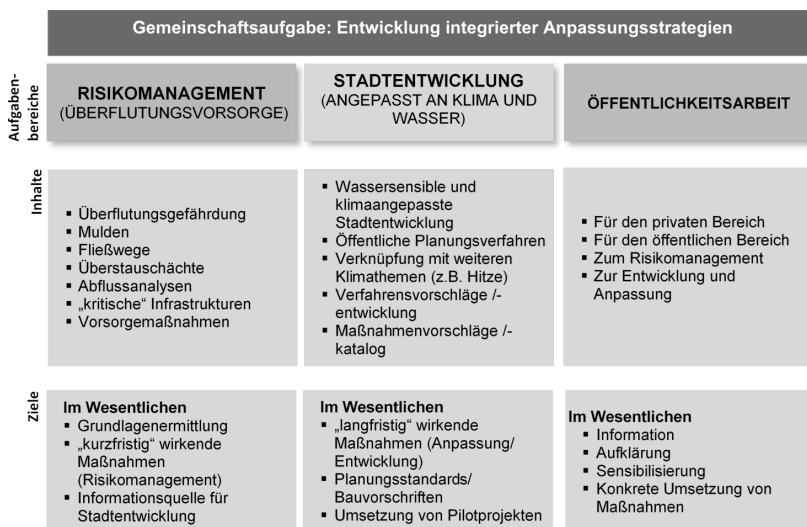 Gemeinschaftsaufgabe: Entwicklung integrierter Anpassungsstrategien
Aufgaben-
bereiche
RISIKOMANAGEMENT
(ÜBERFLUTUNGSVORSORGE)
STADTENTWICKLUNG
(ANGEPASST AN KLIMA UND
WASSER)
ÖFFENTLICHKEITSARBEIT
Inhalte
▪ Überflutungsgefährdung
▪ Mulden
▪ Fließwege
▪ Überstauschächte
▪ Abflussanalysen
▪ „kritische“ Infrastrukturen
▪ Vorsorgemaßnahmen
▪ Wassersensible und
klimaangepasste
Stadtentwicklung
▪ Öffentliche Planungsverfahren
▪ Verknüpfung mit weiteren
Klimathemen (z.B. Hitze)
▪ Verfahrensvorschläge /-
entwicklung
▪ Maßnahmenvorschläge /-
katalog
▪ Für den privaten Bereich
▪ Für den öffentlichen Bereich
▪ Zum Risikomanagement
▪ Zur Entwicklung und
Anpassung
Ziele
Im Wesentlichen
▪ Grundlagenermittlung
▪ „kurzfristig“ wirkende
Maßnahmen
(Risikomanagement)
▪ Informationsquelle für
Stadtentwicklung
Im Wesentlichen
▪ „langfristig“ wirkende
Maßnahmen (Anpassung/
Entwicklung)
▪ Planungsstandards/
Bauvorschriften
▪ Umsetzung von Pilotprojekten
Im Wesentlichen
▪ Information
▪ Aufklärung
▪ Sensibilisierung
▪ Konkrete Umsetzung von
Maßnahmen